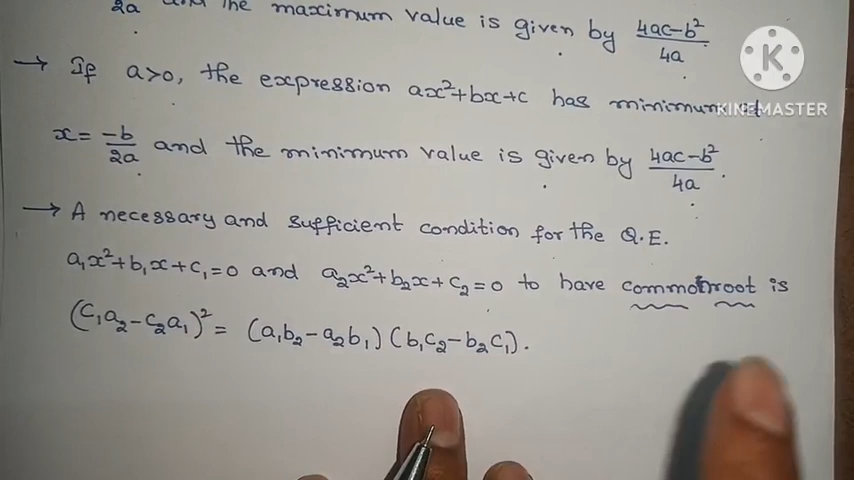 2a and the maximum value is given by (4ac-b²)/4a
→ If a>0, the expression ax²+bx+c has minimum at
x = -b/2a and the minimum value is given by (4ac-b²)/4a.
→ A necessary and sufficient condition for the Q.E.
a₁x²+b₁x+c₁=0 and a₂x²+b₂x+c₂=0 to have common root is
(c₁a₂-c₂a₁)² = (a₁b₂-a₂b₁)(b₁c₂-b₂c₁).
K
KINEMASTER